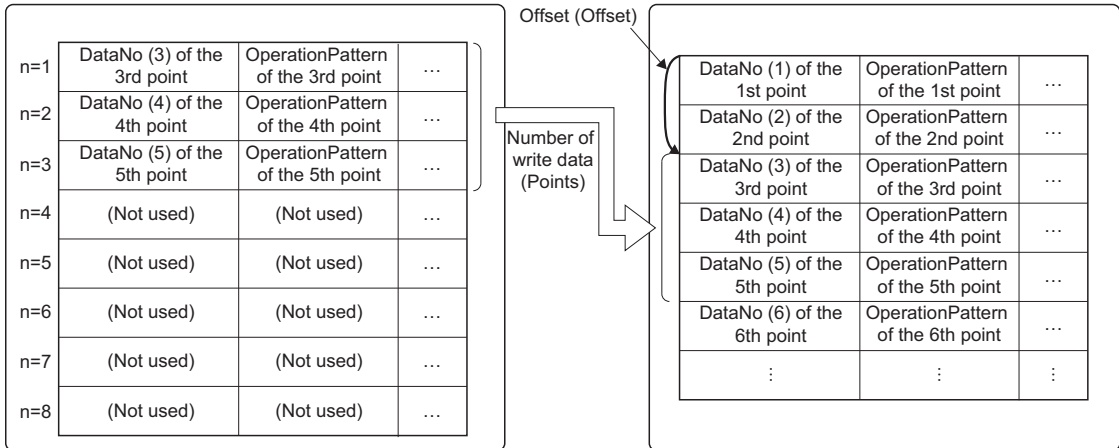 Offset (Offset)
n=1
DataNo (3) of the
3rd point
OperationPattern
of the 3rd point
...
n=2
DataNo (4) of the
4th point
OperationPattern
of the 4th point
...
n=3
DataNo (5) of the
5th point
OperationPattern
of the 5th point
...
n=4
(Not used)
(Not used)
...
n=5
(Not used)
(Not used)
...
n=6
(Not used)
(Not used)
...
n=7
(Not used)
(Not used)
...
n=8
(Not used)
(Not used)
...
Number of
write data
(Points)
DataNo (1) of the
1st point
OperationPattern
of the 1st point
...
DataNo (2) of the
2nd point
OperationPattern
of the 2nd point
...
DataNo (3) of the
3rd point
OperationPattern
of the 3rd point
...
DataNo (4) of the
4th point
OperationPattern
of the 4th point
...
DataNo (5) of the
5th point
OperationPattern
of the 5th point
...
DataNo (6) of the
6th point
OperationPattern
of the 6th point
...
⋮
⋮
⋮